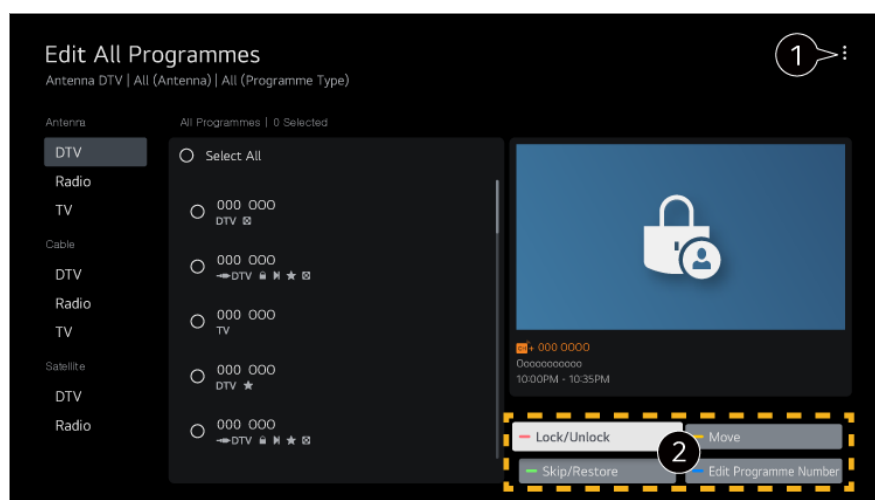 Edit All Programmes
1
Antenna DTV | All (Antenna) | All (Programme Type)
Antenna
DTV
Radio
TV
Cable
DTV
Radio
TV
Satellite
DTV
Radio
All Programmes | 0 Selected
Select All
000 000
DTV
000 000
DTV
000 000
TV
000 000
DTV ★
000 000
DTV
000 0000
Oooooooooo
10:00PM - 10:35PM
Lock/Unlock
Move
2
Skip/Restore
Edit Programme Number